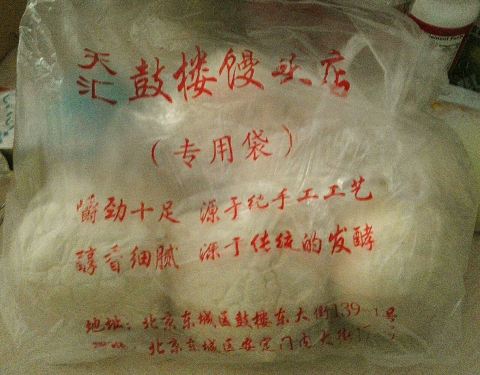 天汇 鼓楼馒头店
(专用袋)
嚼劲十足 源于纯手工工艺
醇香细腻 源于传统的发酵
地址:北京东城区鼓楼东大街139-1号
北京东城区安定门内大街